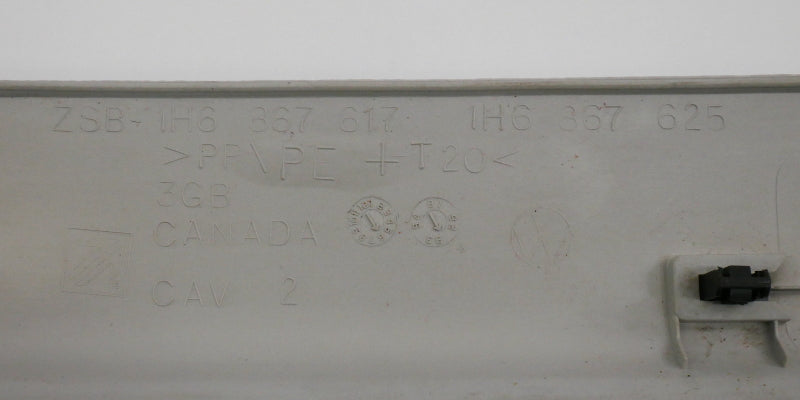 ZSB- 1H6 867 617 1H6 867 625
>PP\PE + T20<
3GB
CANADA
CAV 2